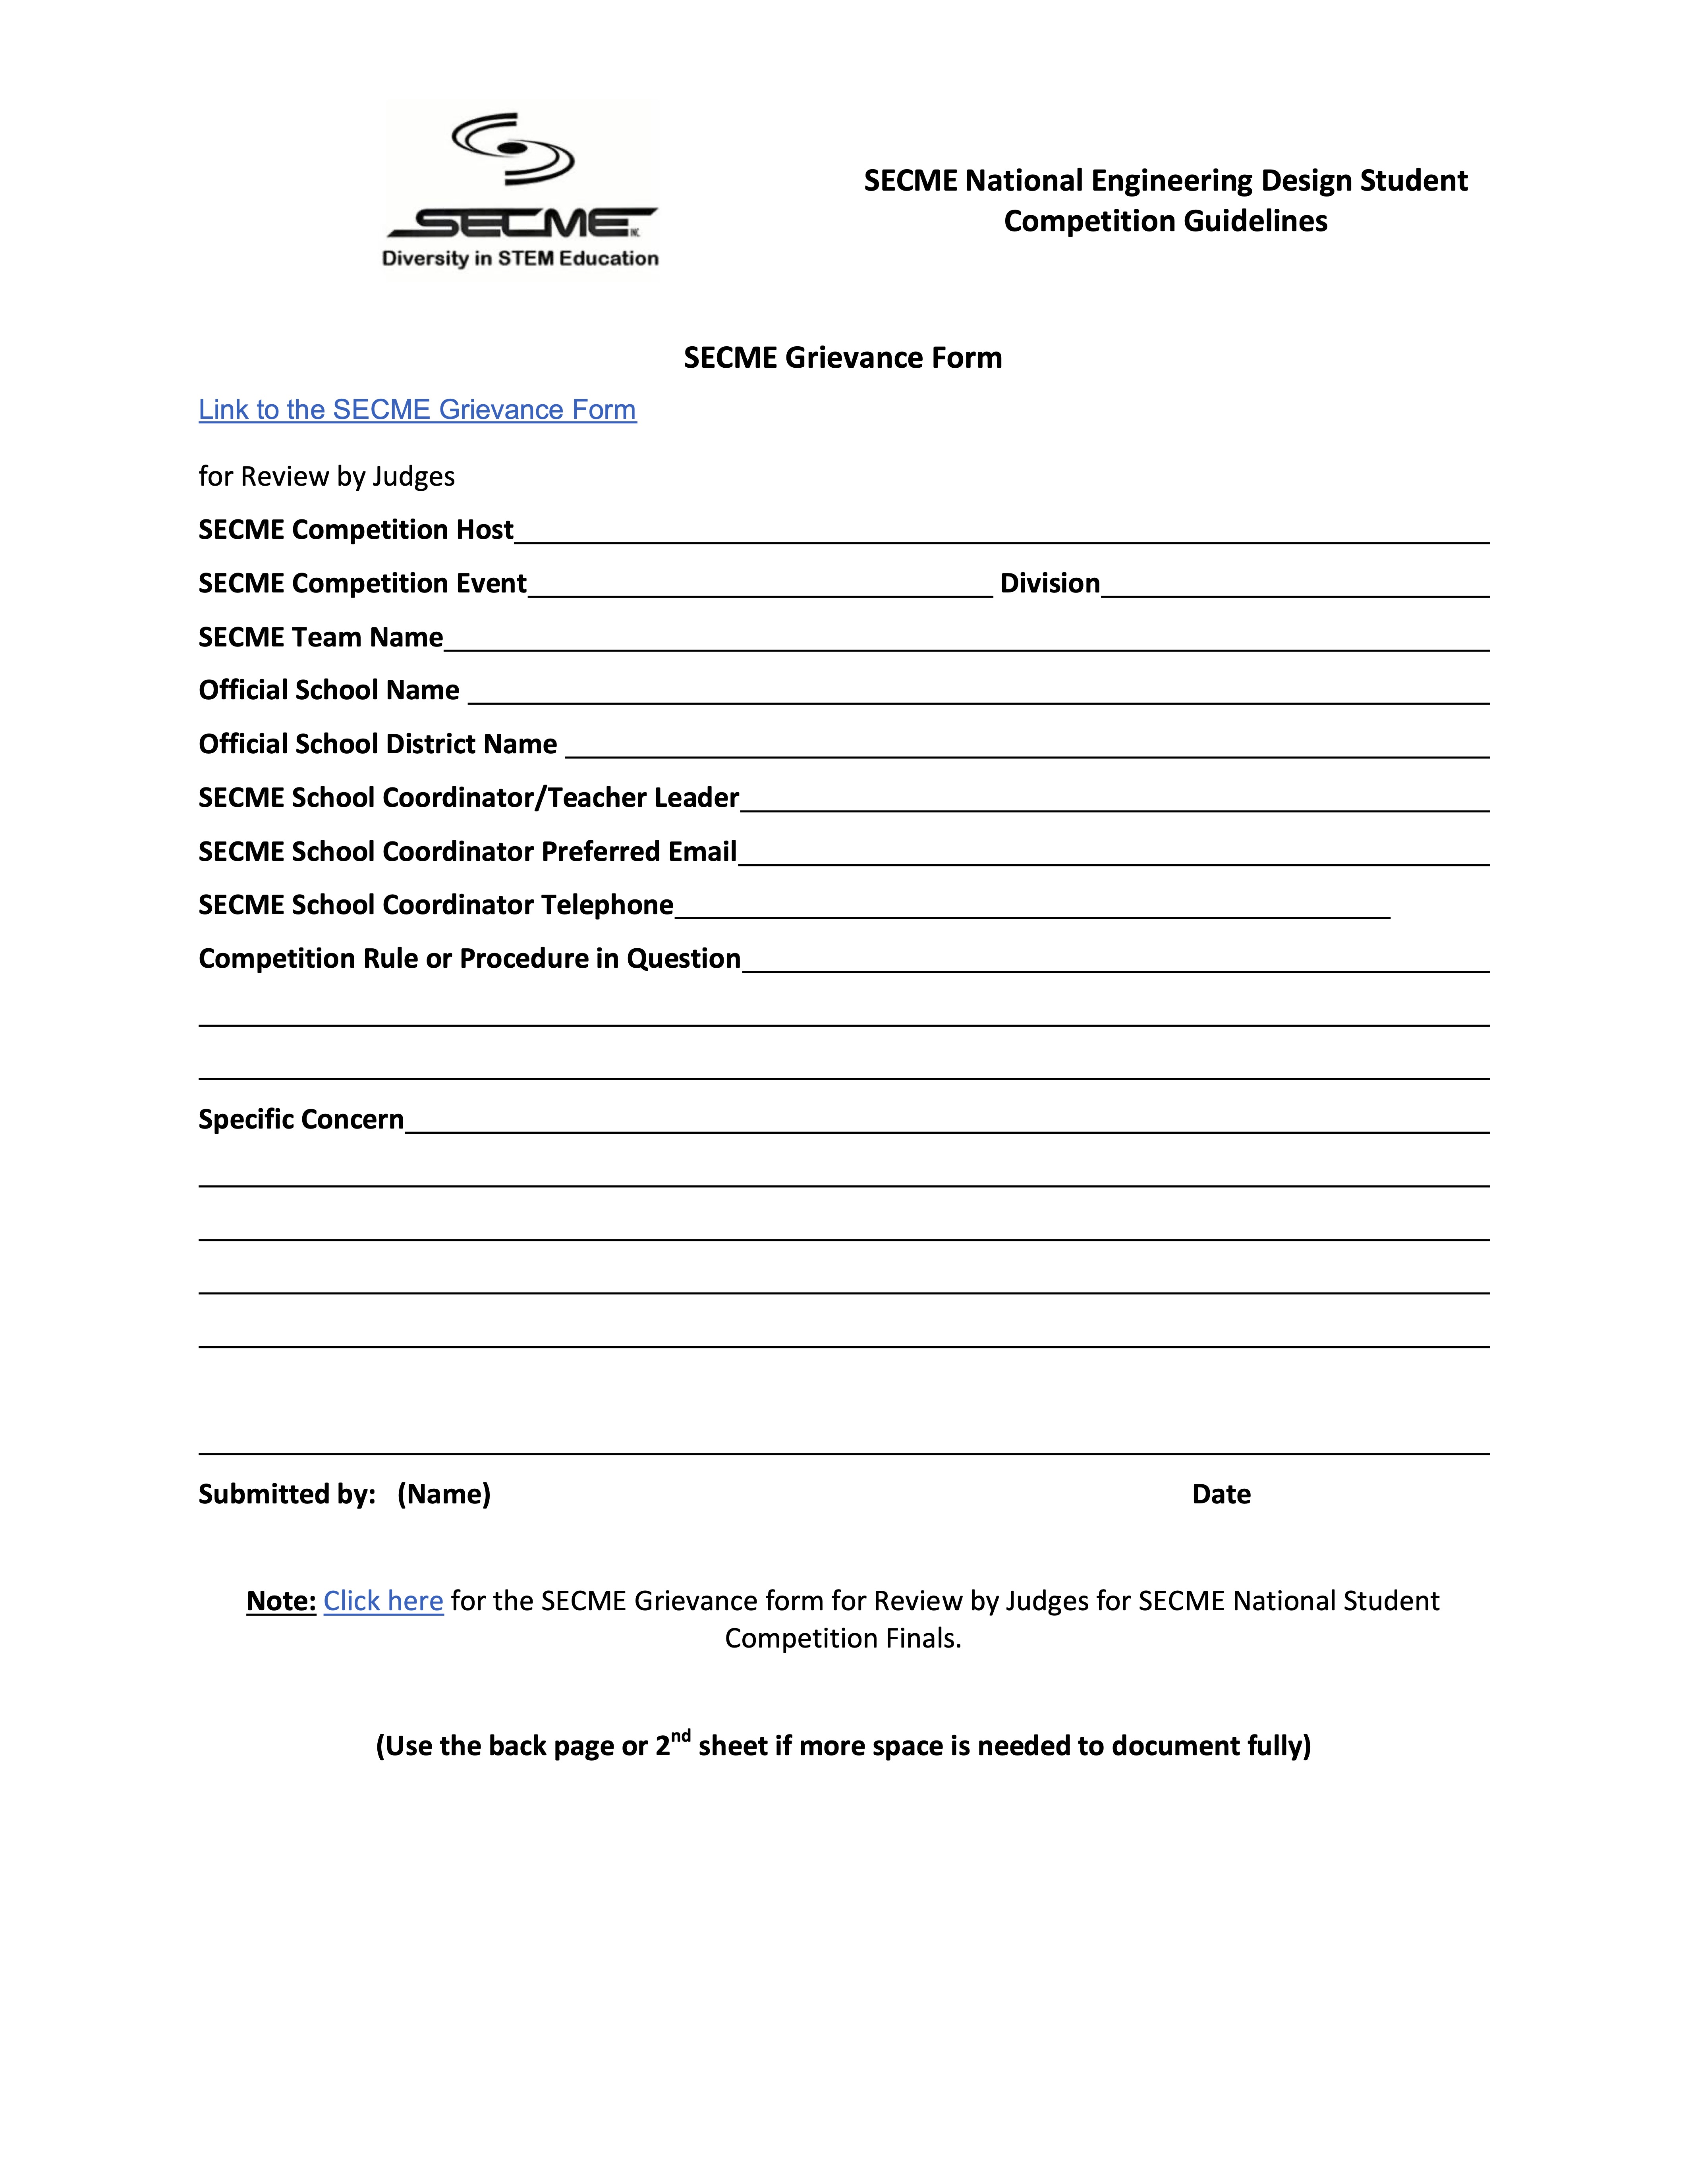 SECME INC.
Diversity in STEM Education
SECME National Engineering Design Student
Competition Guidelines
SECME Grievance Form
Link to the SECME Grievance Form
for Review by Judges
SECME Competition Host
SECME Competition Event Division
SECME Team Name
Official School Name
Official School District Name
SECME School Coordinator/Teacher Leader
SECME School Coordinator Preferred Email
SECME School Coordinator Telephone
Competition Rule or Procedure in Question
Specific Concern
Submitted by: (Name) Date
Note: Click here for the SECME Grievance form for Review by Judges for SECME National Student
Competition Finals.
(Use the back page or 2nd sheet if more space is needed to document fully)